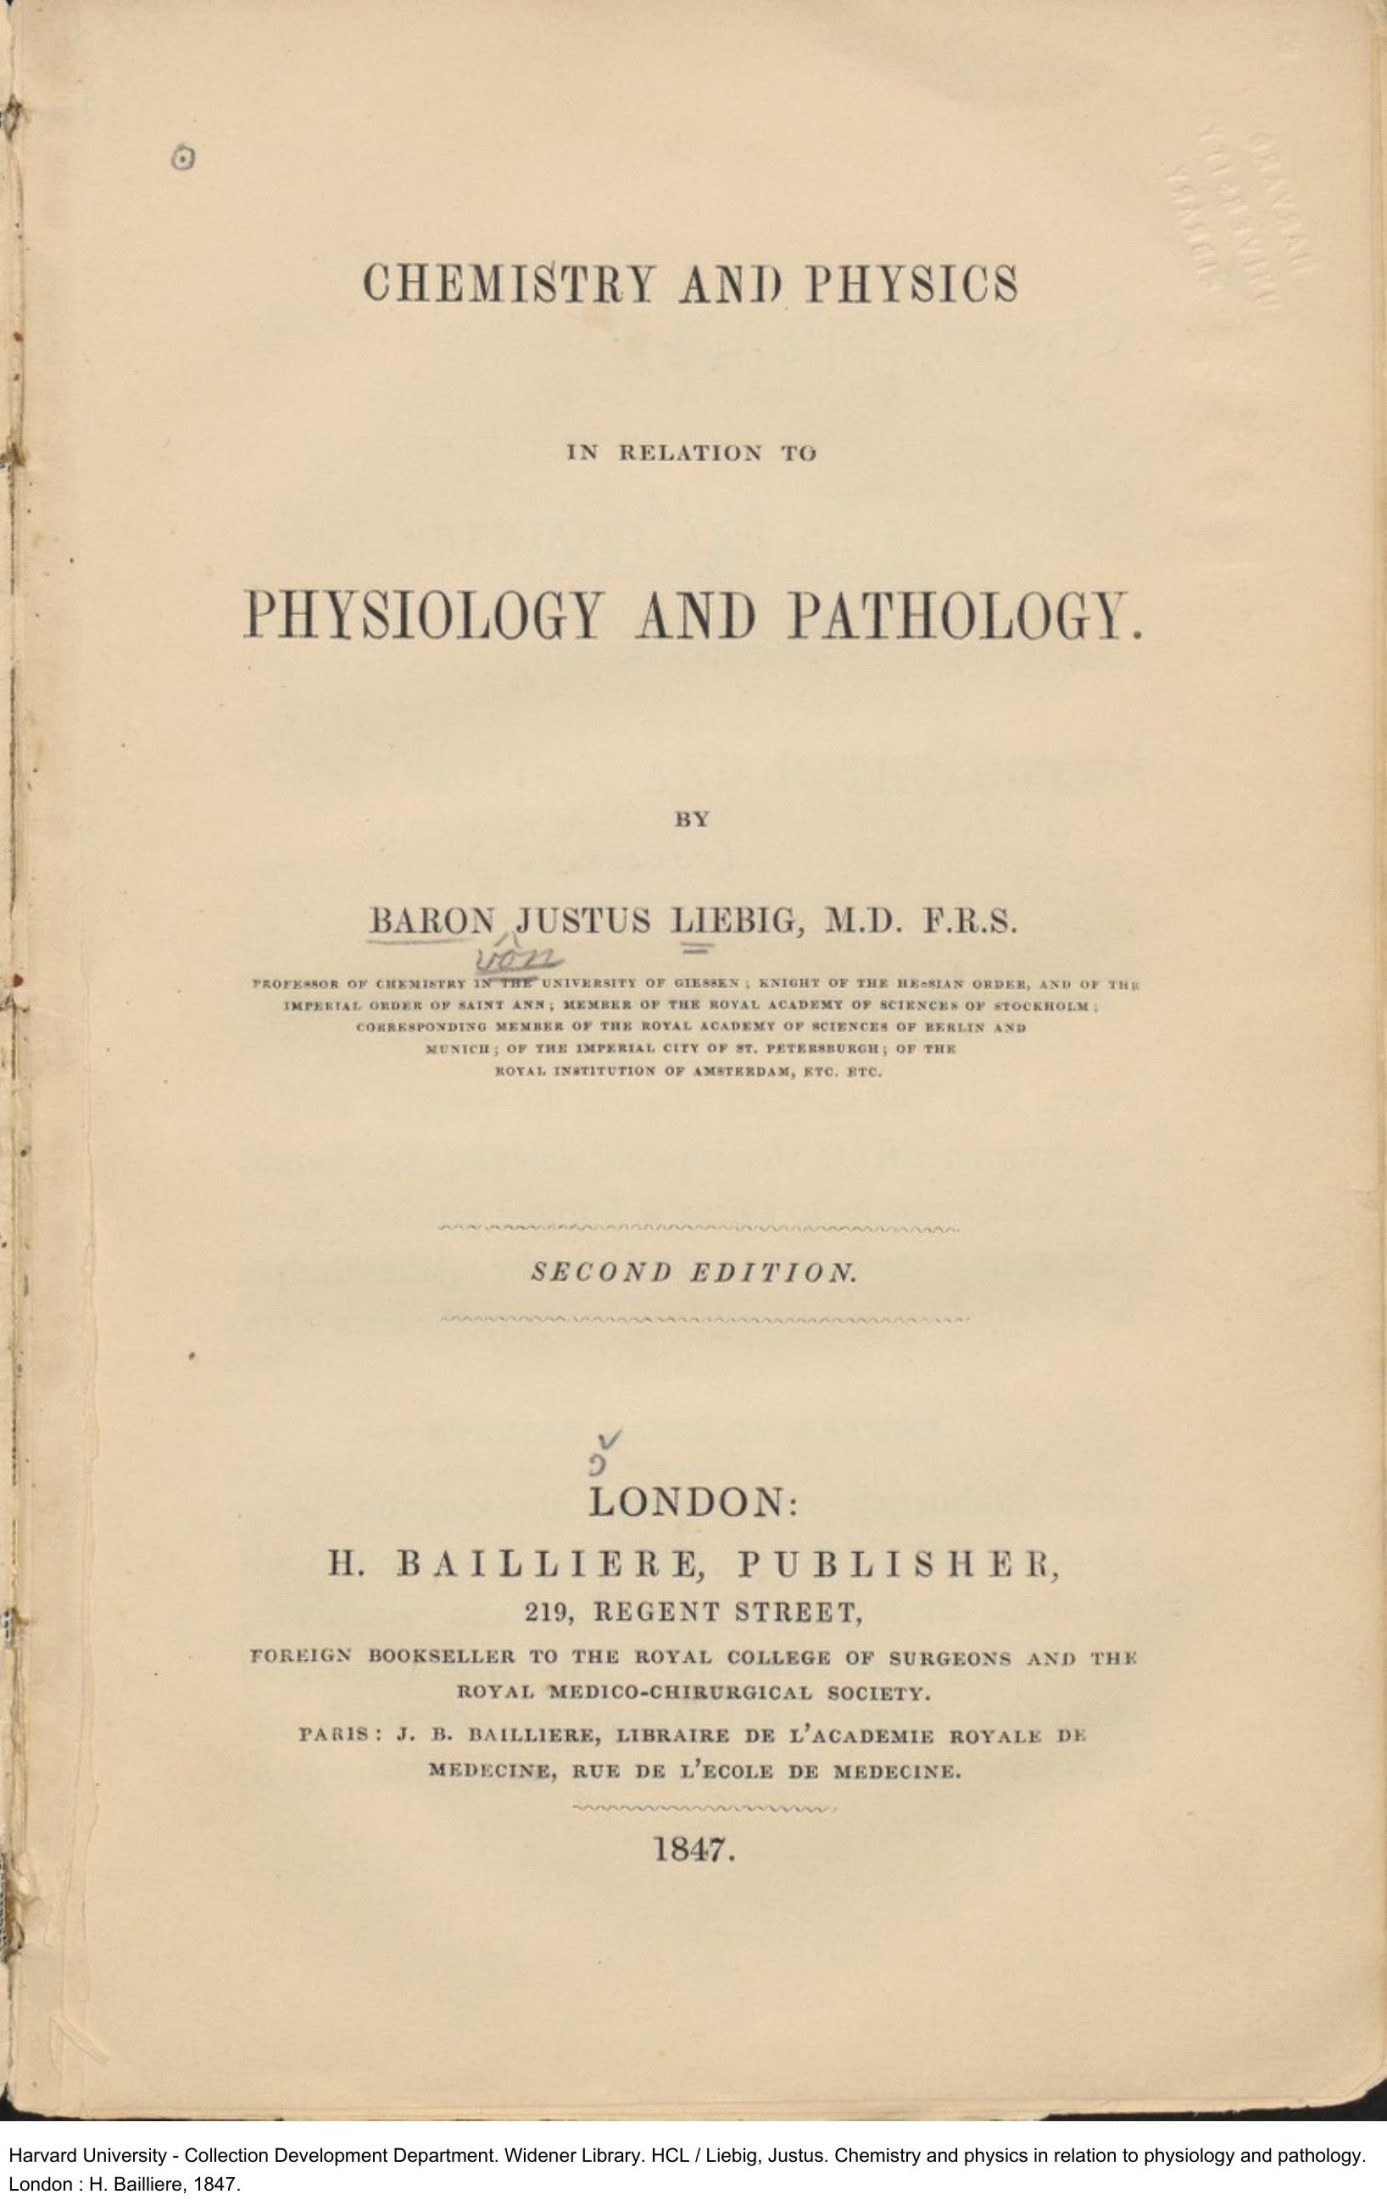 CHEMISTRY AND PHYSICS
IN RELATION TO
PHYSIOLOGY AND PATHOLOGY.
BY
BARON JUSTUS LIEBIG, M.D. F.R.S.
von
PROFESSOR OF CHEMISTRY IN THE UNIVERSITY OF GIESSEN; KNIGHT OF THE HESSIAN ORDER, AND OF THE
IMPERIAL ORDER OF SAINT ANN; MEMBER OF THE ROYAL ACADEMY OF SCIENCES OF STOCKHOLM;
CORRESPONDING MEMBER OF THE ROYAL ACADEMY OF SCIENCES OF BERLIN AND
MUNICH; OF THE IMPERIAL CITY OF ST. PETERSBURGH; OF THE
ROYAL INSTITUTION OF AMSTERDAM, ETC. ETC.
SECOND EDITION.
LONDON:
H. BAILLIERE, PUBLISHER,
219, REGENT STREET,
FOREIGN BOOKSELLER TO THE ROYAL COLLEGE OF SURGEONS AND THE
ROYAL MEDICO-CHIRURGICAL SOCIETY.
PARIS: J. B. BAILLIERE, LIBRAIRE DE L'ACADEMIE ROYALE DE
MEDECINE, RUE DE L'ECOLE DE MEDECINE.
1847.
Harvard University - Collection Development Department. Widener Library. HCL / Liebig, Justus. Chemistry and physics in relation to physiology and pathology.
London : H. Bailliere, 1847.